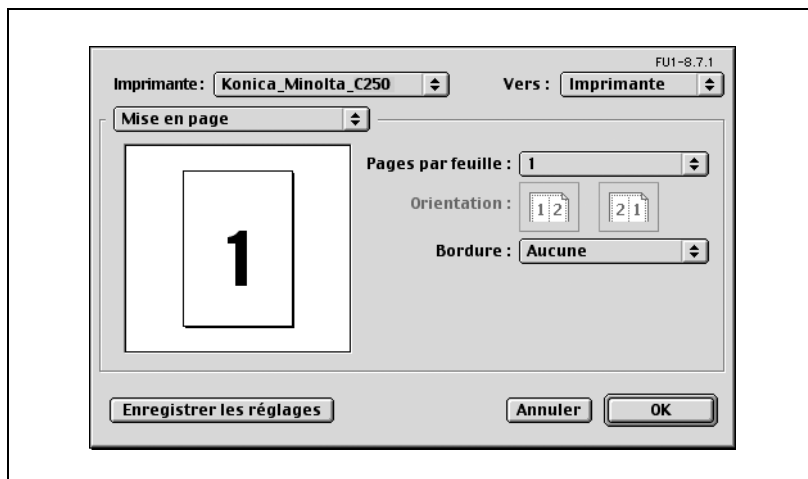 FU1-8.7.1
Imprimante: Konica_Minolta_C250 Vers: Imprimante
Mise en page
Pages par feuille : 1
Orientation : 1 2 2 1
Bordure : Aucune
1
Enregistrer les réglages Annuler OK